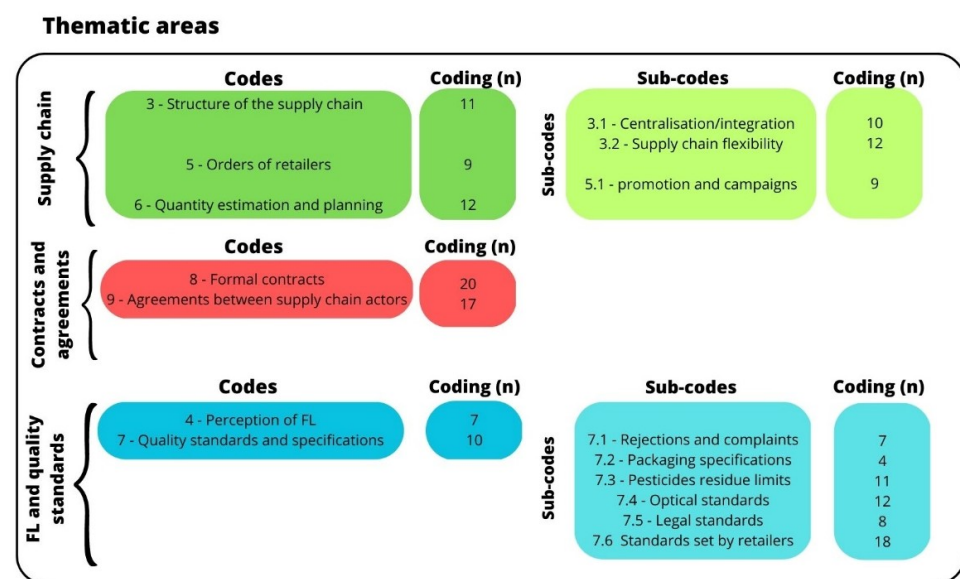 Thematic areas
Supply chain
Codes
Coding (n)
3 - Structure of the supply chain 11
5 - Orders of retailers 9
6 - Quantity estimation and planning 12
Sub-codes
Sub-codes
Coding (n)
3.1 - Centralisation/integration 10
3.2 - Supply chain flexibility 12
5.1 - promotion and campaigns 9
Contracts and
agreements
Codes
Coding (n)
8 - Formal contracts 20
9 - Agreements between supply chain actors 17
FL and quality
standards
Codes
Coding (n)
4 - Perception of FL 7
7 - Quality standards and specifications 10
Sub-codes
Sub-codes
Coding (n)
7.1 - Rejections and complaints 7
7.2 - Packaging specifications 4
7.3 - Pesticides residue limits 11
7.4 - Optical standards 12
7.5 - Legal standards 8
7.6 Standards set by retailers 18